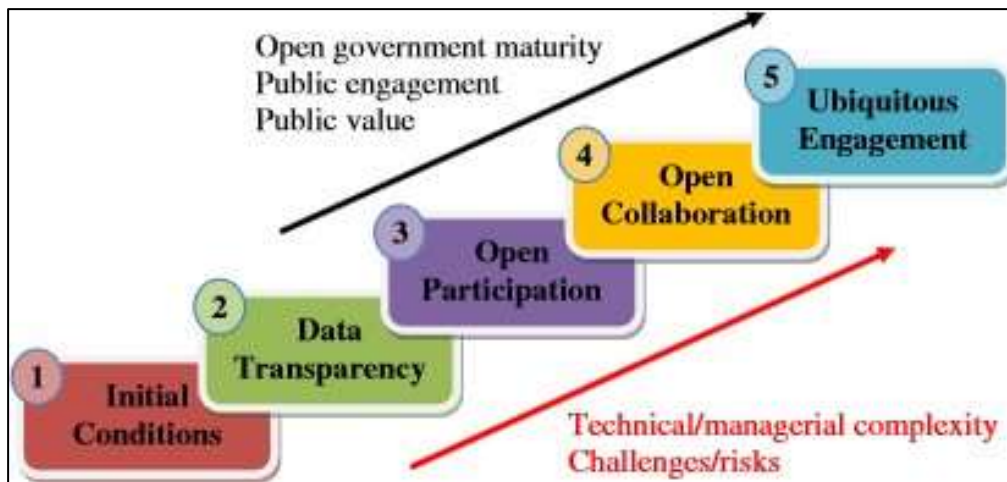 Open government maturity
Public engagement
Public value
1
Initial
Conditions
2
Data
Transparency
3
Open
Participation
4
Open
Collaboration
5
Ubiquitous
Engagement
Technical/managerial complexity
Challenges/risks